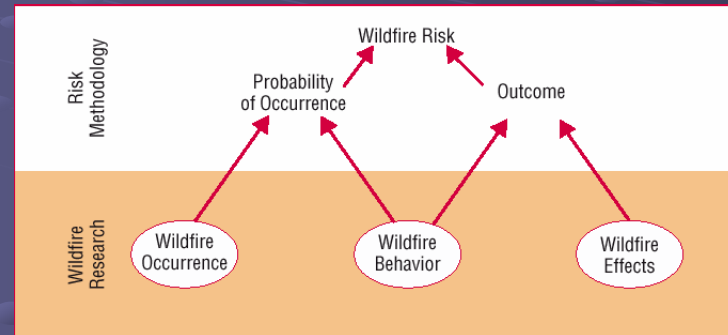 Wildfire Risk
Risk
Methodology
Probability
of Occurrence
Outcome
Wildfire
Research
Wildfire
Occurrence
Wildfire
Behavior
Wildfire
Effects